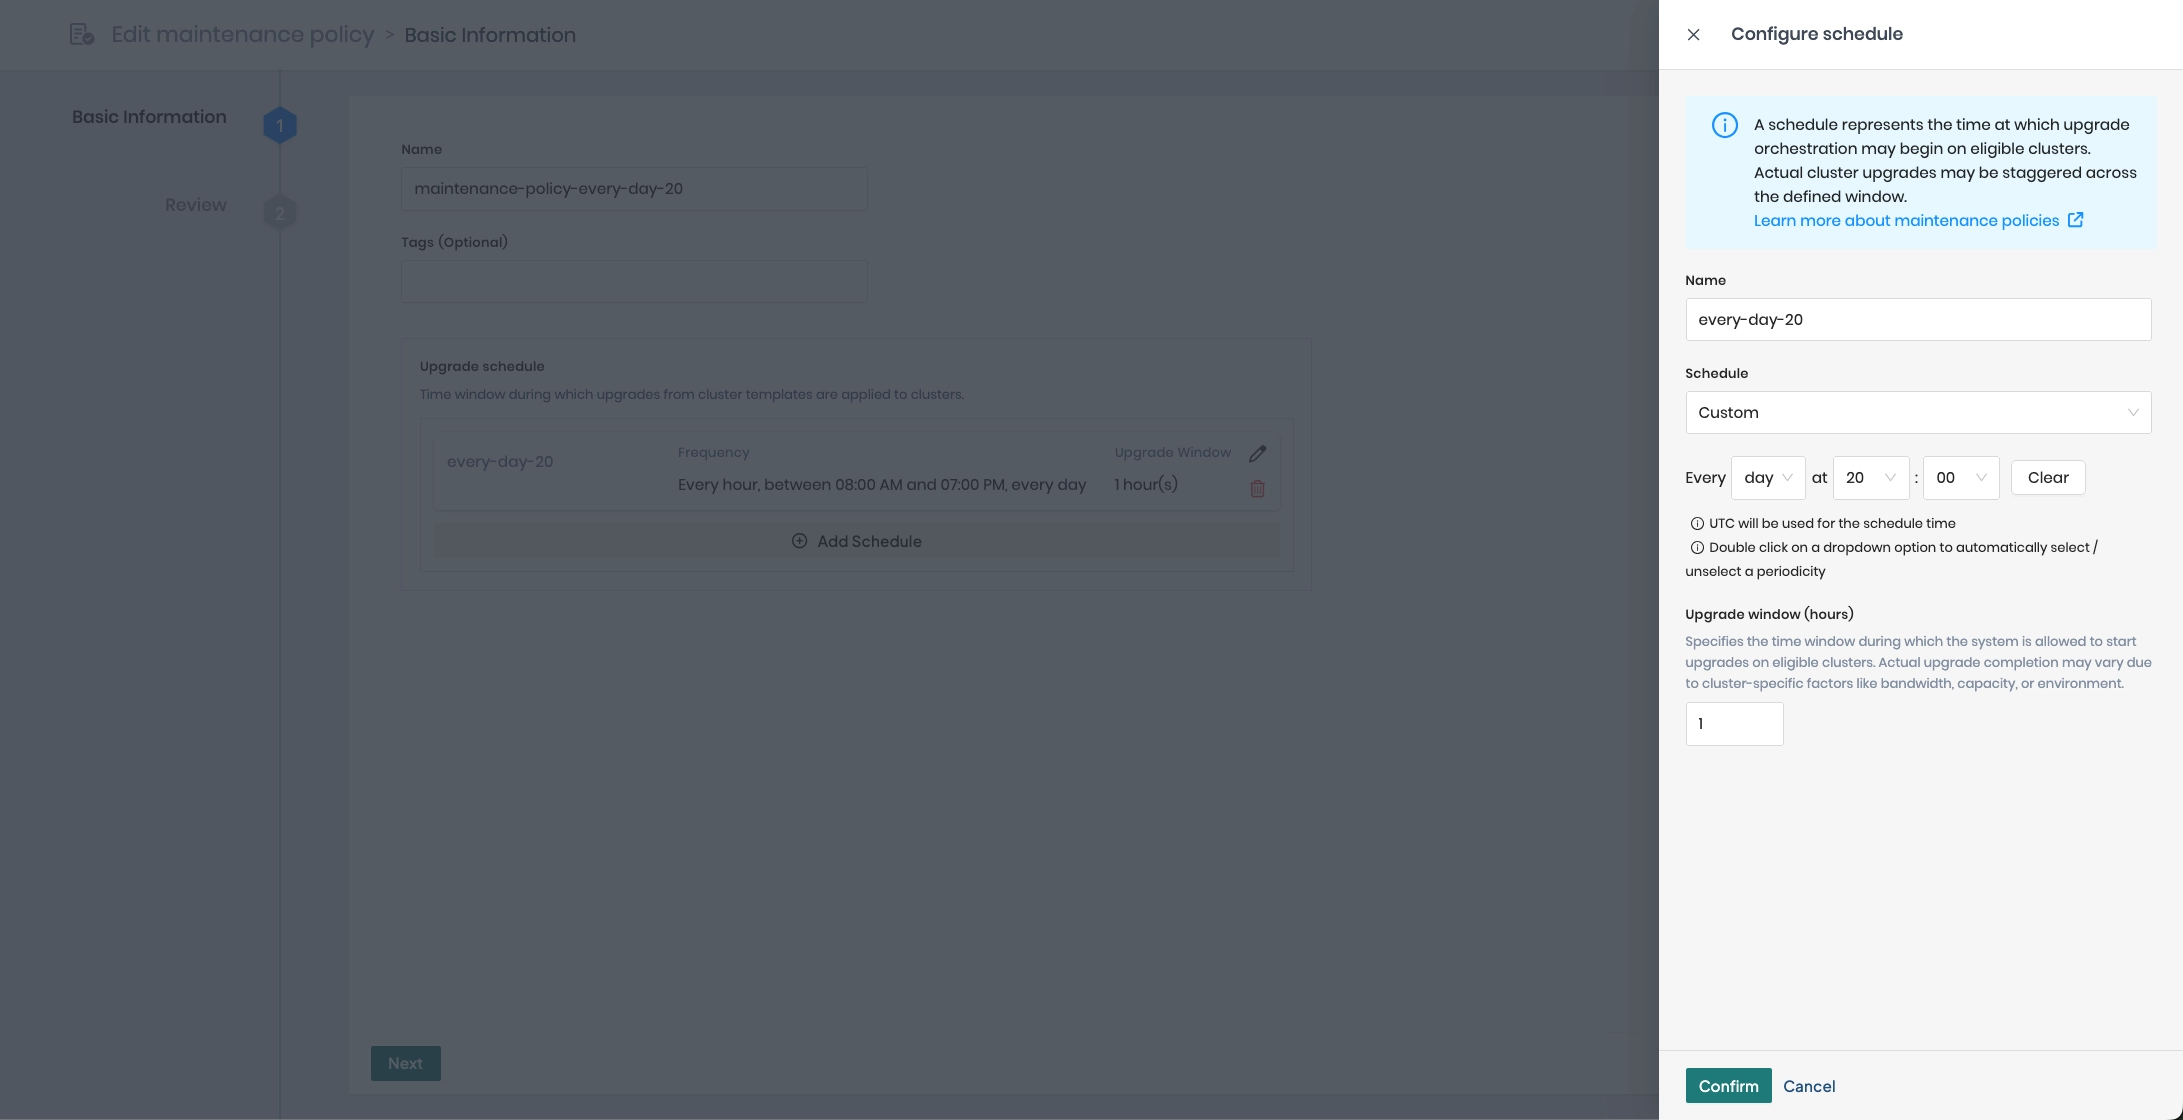 Edit maintenance policy > Basic Information
Basic Information
1
Review
2
Name
maintenance-policy-every-day-20
Tags (Optional)
Upgrade schedule
Time window during which upgrades from cluster templates are applied to clusters.
every-day-20
Frequency
Upgrade Window
Every hour, between 08:00 AM and 07:00 PM, every day
1 hour(s)
Add Schedule
Next
Configure schedule
A schedule represents the time at which upgrade
orchestration may begin on eligible clusters.
Actual cluster upgrades may be staggered across
the defined window.
Learn more about maintenance policies
Name
every-day-20
Schedule
Custom
Every day at 20 : 00 Clear
UTC will be used for the schedule time
Double click on a dropdown option to automatically select /
unselect a periodicity
Upgrade window (hours)
Specifies the time window during which the system is allowed to start
upgrades on eligible clusters. Actual upgrade completion may vary due
to cluster-specific factors like bandwidth, capacity, or environment.
1
Confirm Cancel